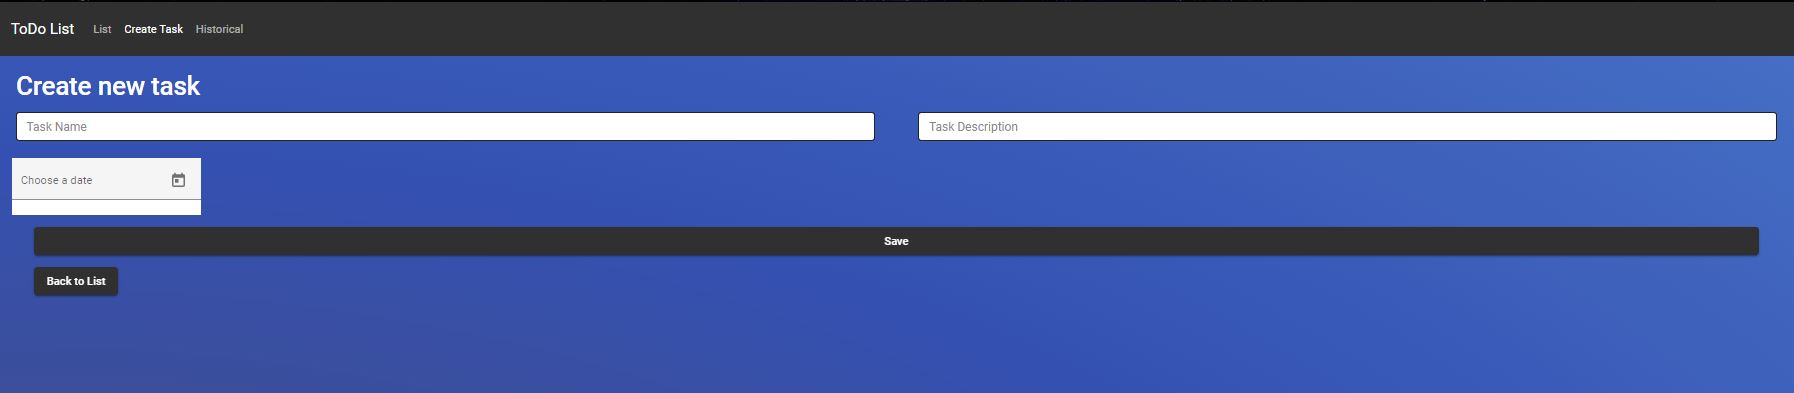 ToDo List List Create Task Historical
Create new task
Task Name Task Description
Choose a date
Save
Back to List